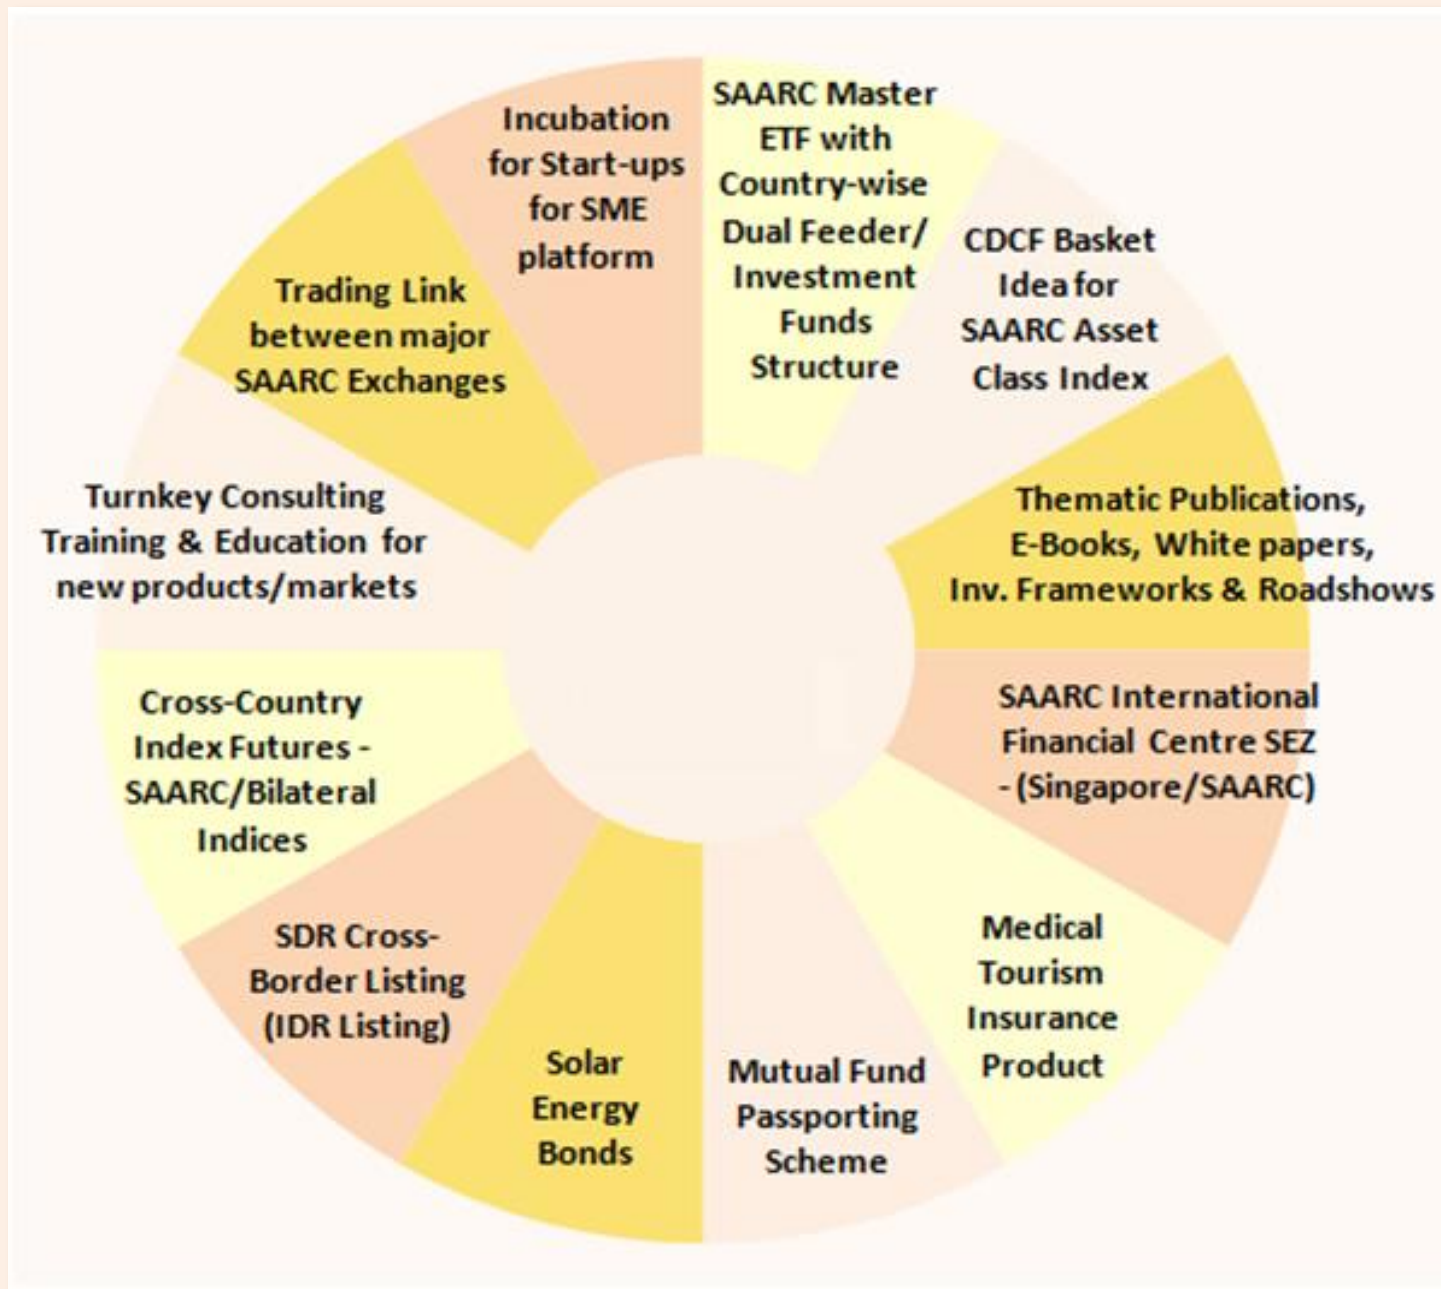 SAARC Master
ETF with
Country-wise
Dual Feeder/
Investment
Funds
Structure
CDCF Basket
Idea for
SAARC Asset
Class Index
Thematic Publications,
E-Books, White papers,
Inv. Frameworks & Roadshows
SAARC International
Financial Centre SEZ
- (Singapore/SAARC)
Medical
Tourism
Insurance
Product
Mutual Fund
Passporting
Scheme
Solar
Energy
Bonds
SDR Cross-
Border Listing
(IDR Listing)
Cross-Country
Index Futures -
SAARC/Bilateral
Indices
Turnkey Consulting
Training & Education for
new products/markets
Trading Link
between major
SAARC Exchanges
Incubation
for Start-ups
for SME
platform